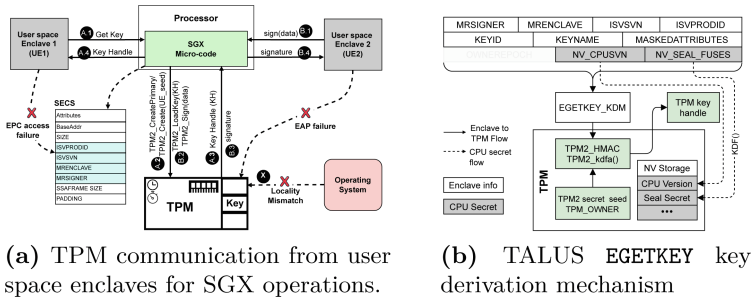 Processor
User space
Enclave 1
(UE1)
A.1 Get Key
A.4 Key Handle
SGX
Micro-code
sign(data) B.1
signature B.4
User space
Enclave 2
(UE2)
EPC access
failure
SECS
Attributes
BaseAddr
SIZE
ISVPRODID
ISVSVN
MRENCLAVE
MRSIGNER
SSAFRAME SIZE
PADDING
A.2 TPM2_CreatePrimary/
TPM2_Create(UE_seed)
B.2 TPM2_LoadKey(KH)
TPM2_Sign(data)
A.3 Key Handle (KH)
B.3 signature
EAP failure
X
Locality
Mismatch
Operating
System
TPM
Key
(a) TPM communication from user
space enclaves for SGX operations.
MRSIGNER MRENCLAVE ISVSVN ISVPRODID
KEYID KEYNAME MASKEDATTRIBUTES
NV_CPUSVN NV_SEAL_FUSES
EGETKEY_KDM
TPM key
handle
Enclave to
TPM Flow
CPU secret
flow
Enclave info
CPU Secret
TPM
TPM2_HMAC
TPM2_kdfa()
TPM2 secret seed
TPM_OWNER
NV Storage
CPU Version
Seal Secret
•••
KDF()
(b) TALUS EGETKEY key
derivation mechanism